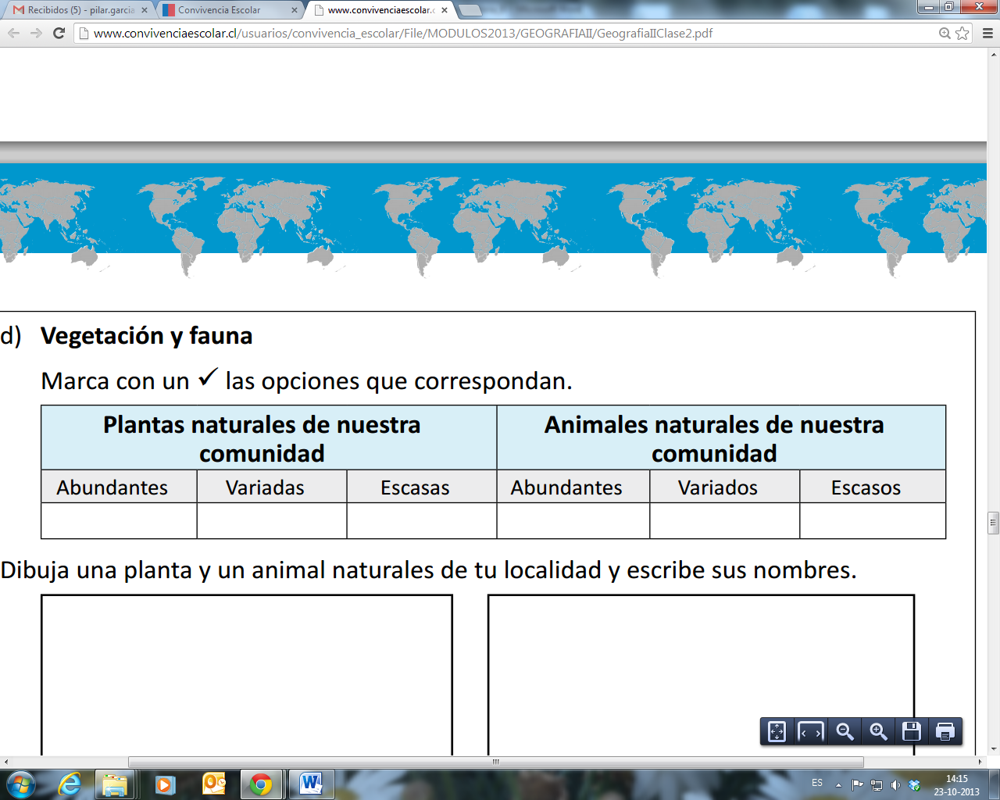 Recibidos (5) - pilar.garcia
Convivencia Escolar
www.convivenciaescolar.c
www.convivenciaescolar.cl/usuarios/convivencia_escolar/File/MODULOS2013/GEOGRAFIAII/GeografiaIIClase2.pdf
d) Vegetación y fauna
Marca con un ✓ las opciones que correspondan.
Plantas naturales de nuestra comunidad
Animales naturales de nuestra comunidad
Abundantes Variadas Escasas Abundantes Variados Escasos
Dibuja una planta y un animal naturales de tu localidad y escribe sus nombres.
ES
14:15
23-10-2013